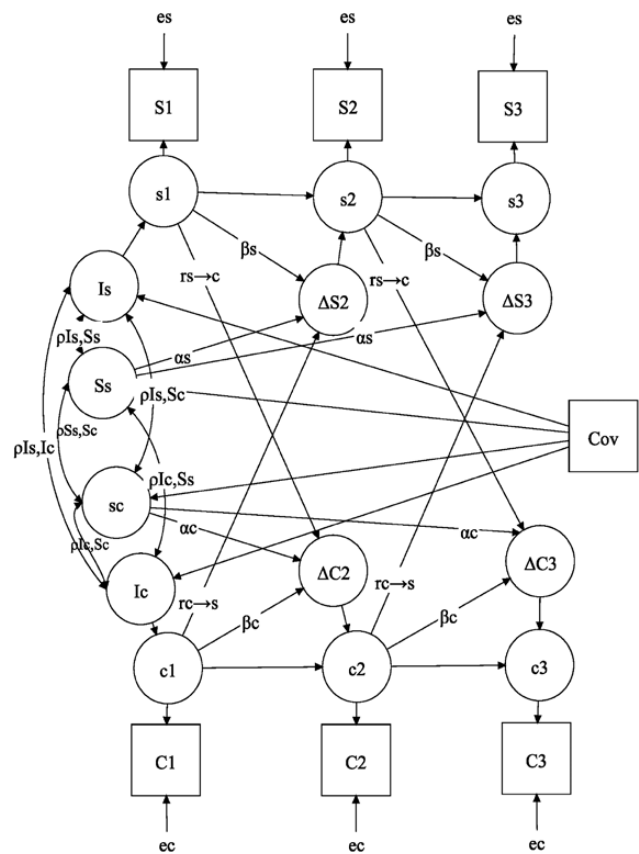 es es es
S1 S2 S3
s1 s2 s3
βs βs
Is rs→c ΔS2 rs→c ΔS3
ρIs,Ss αs αs
Ss ρIs,Sc
ρSs,Sc Cov
ρIs,Ic
ρIc,Ss
sc
ρIc,Sc αc αc
Ic ΔC2 rc→s ΔC3
rc→s
βc βc
c1 c2 c3
C1 C2 C3
ec ec ec